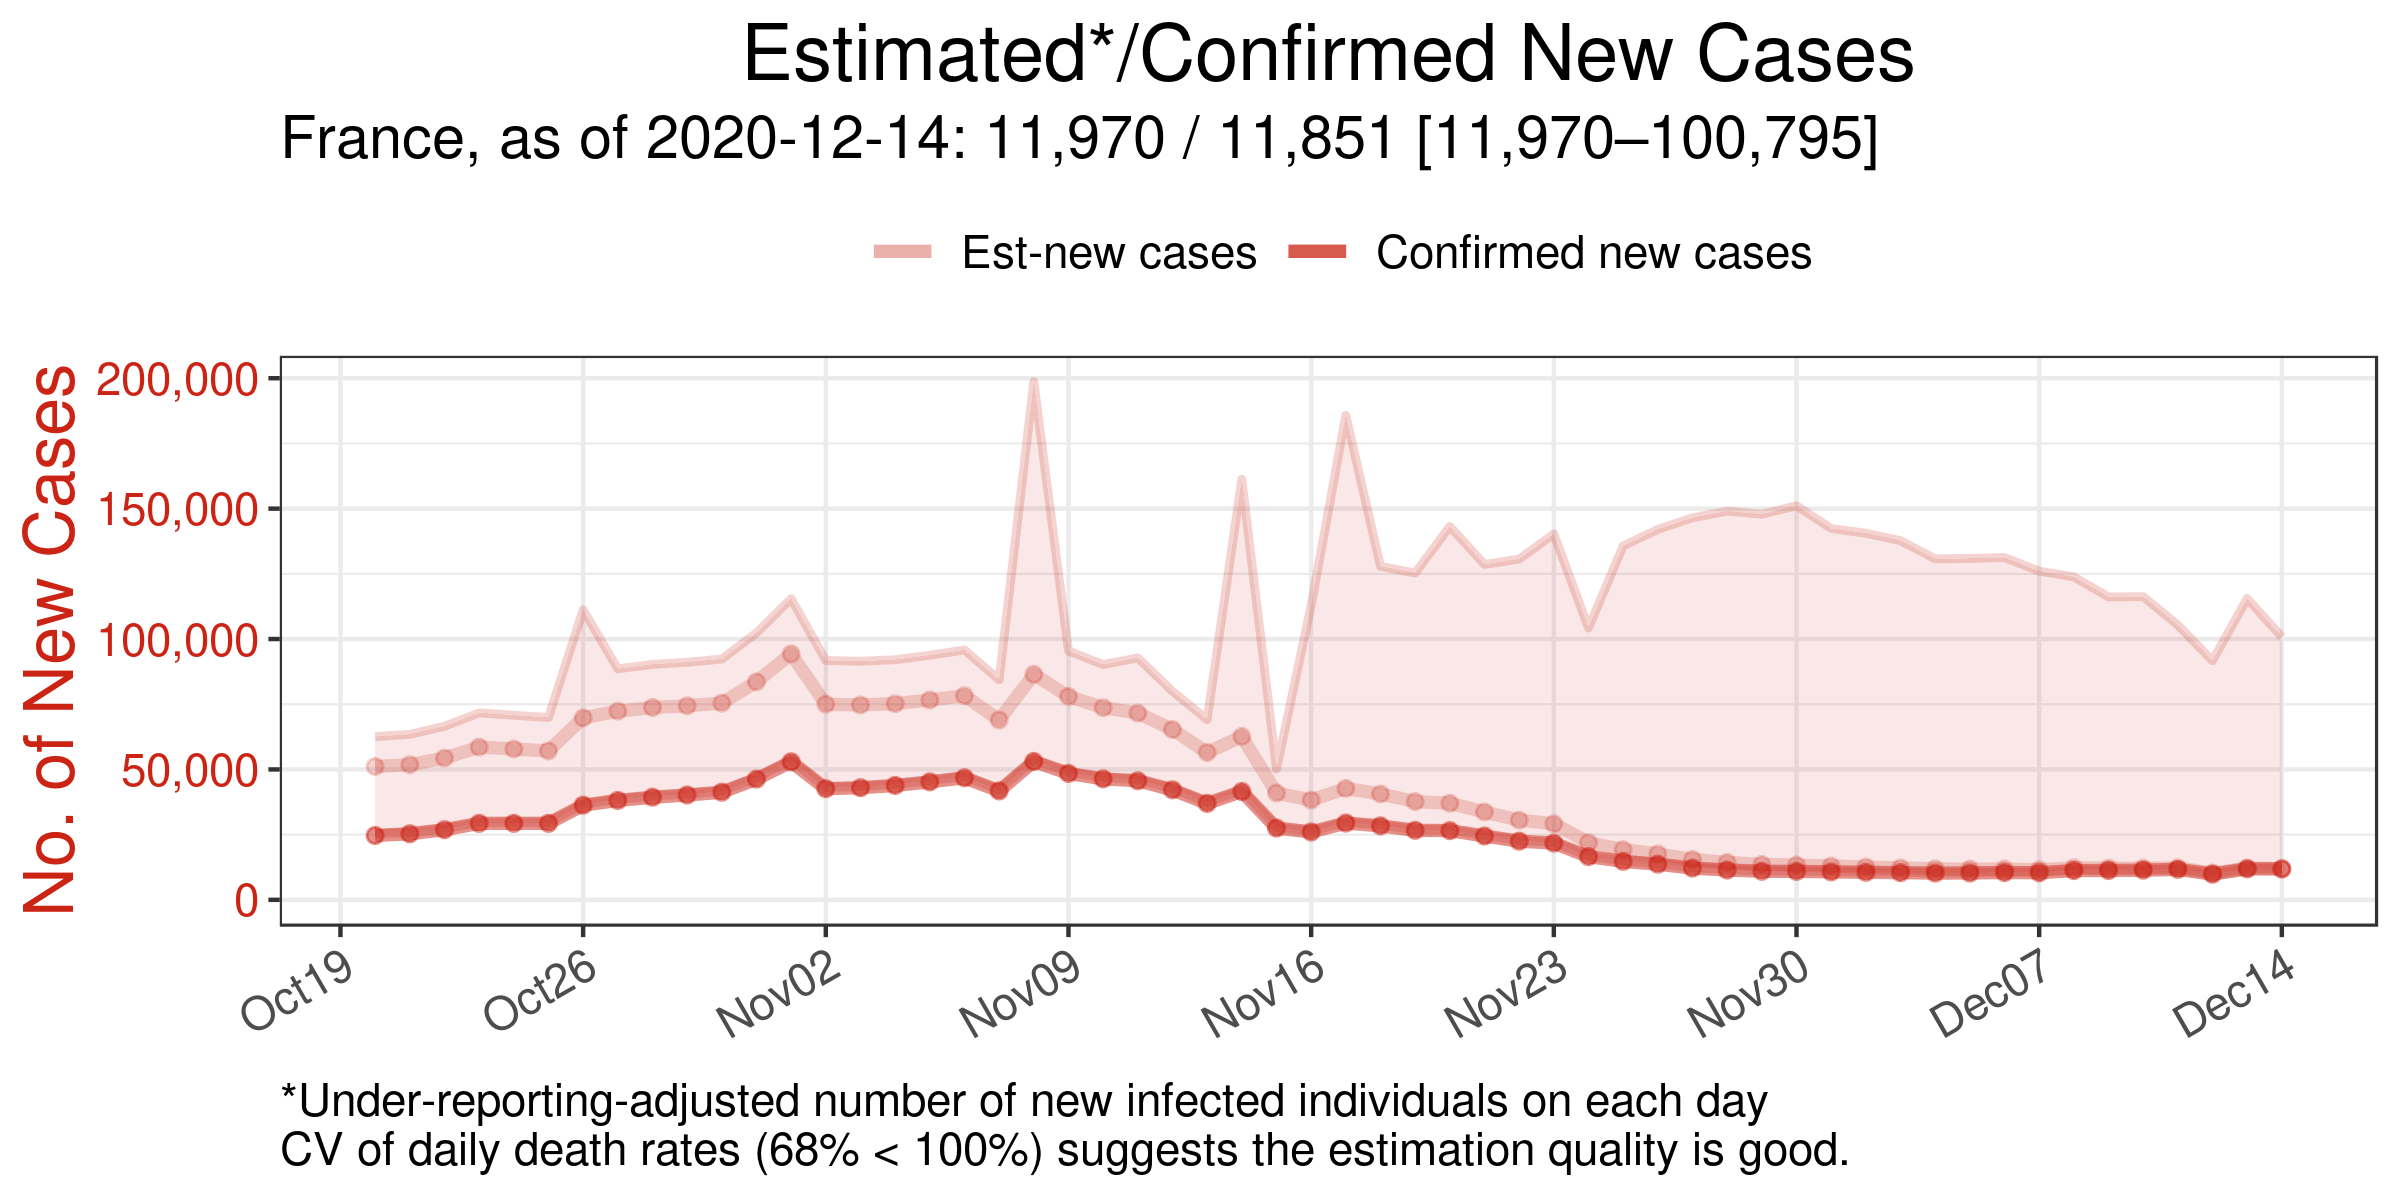 Estimated*/Confirmed New Cases
France, as of 2020-12-14: 11,970 / 11,851 [11,970–100,795]
Est-new cases
Confirmed new cases
No. of New Cases
200,000
150,000
100,000
50,000
0
Oct19
Oct26
Nov02
Nov09
Nov16
Nov23
Nov30
Dec07
Dec14
*Under-reporting-adjusted number of new infected individuals on each day
CV of daily death rates (68% < 100%) suggests the estimation quality is good.